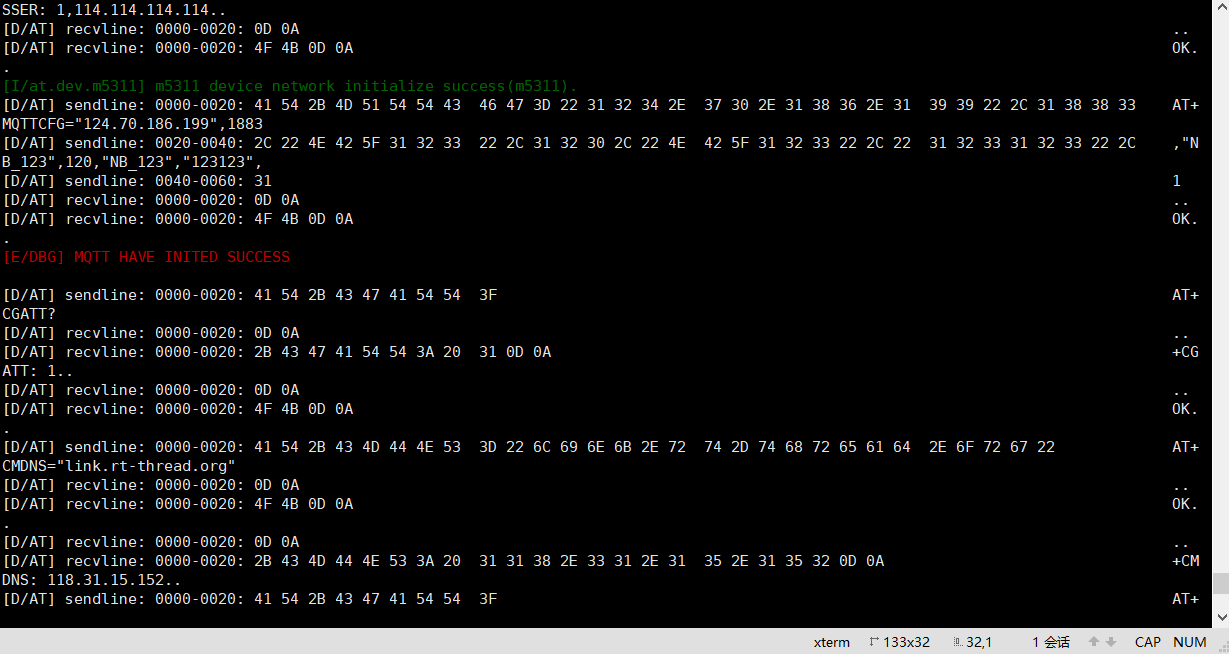 SSER: 1,114.114.114.114..
[D/AT] recvline: 0000-0020: 0D 0A ..
[D/AT] recvline: 0000-0020: 4F 4B 0D 0A OK.
.
[I/at.dev.m5311] m5311 device network initialize success(m5311).
[D/AT] sendline: 0000-0020: 41 54 2B 4D 51 54 54 43  46 47 3D 22 31 32 34 2E  37 30 2E 31 38 36 2E 31  39 39 22 2C 31 38 38 33 AT+
MQTTCFG="124.70.186.199",1883
[D/AT] sendline: 0020-0040: 2C 22 4E 42 5F 31 32 33  22 2C 31 32 30 2C 22 4E  42 5F 31 32 33 22 2C 22  31 32 33 31 32 33 22 2C ,"N
B_123",120,"NB_123","123123",
[D/AT] sendline: 0040-0060: 31 1
[D/AT] recvline: 0000-0020: 0D 0A ..
[D/AT] recvline: 0000-0020: 4F 4B 0D 0A OK.
.
[E/DBG] MQTT HAVE INITED SUCCESS
[D/AT] sendline: 0000-0020: 41 54 2B 43 47 41 54 54  3F AT+
CGATT?
[D/AT] recvline: 0000-0020: 0D 0A ..
[D/AT] recvline: 0000-0020: 2B 43 47 41 54 54 3A 20  31 0D 0A +CG
ATT: 1..
[D/AT] recvline: 0000-0020: 0D 0A ..
[D/AT] recvline: 0000-0020: 4F 4B 0D 0A OK.
.
[D/AT] sendline: 0000-0020: 41 54 2B 43 4D 44 4E 53  3D 22 6C 69 6E 6B 2E 72  74 2D 74 68 72 65 61 64  2E 6F 72 67 22 AT+
CMDNS="link.rt-thread.org"
[D/AT] recvline: 0000-0020: 0D 0A ..
[D/AT] recvline: 0000-0020: 4F 4B 0D 0A OK.
.
[D/AT] recvline: 0000-0020: 0D 0A ..
[D/AT] recvline: 0000-0020: 2B 43 4D 44 4E 53 3A 20  31 31 38 2E 33 31 2E 31  35 2E 31 35 32 0D 0A +CM
DNS: 118.31.15.152..
[D/AT] sendline: 0000-0020: 41 54 2B 43 47 41 54 54  3F AT+
xterm 133x32 32,1 1 会话 CAP NUM